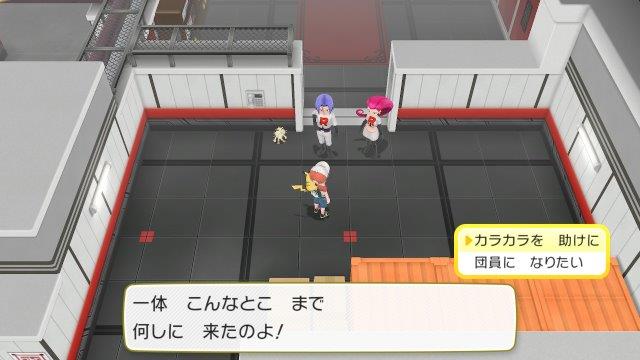 カラカラを　助けに
団員に　なりたい
一体　こんなとこ　まで
何しに　来たのよ！